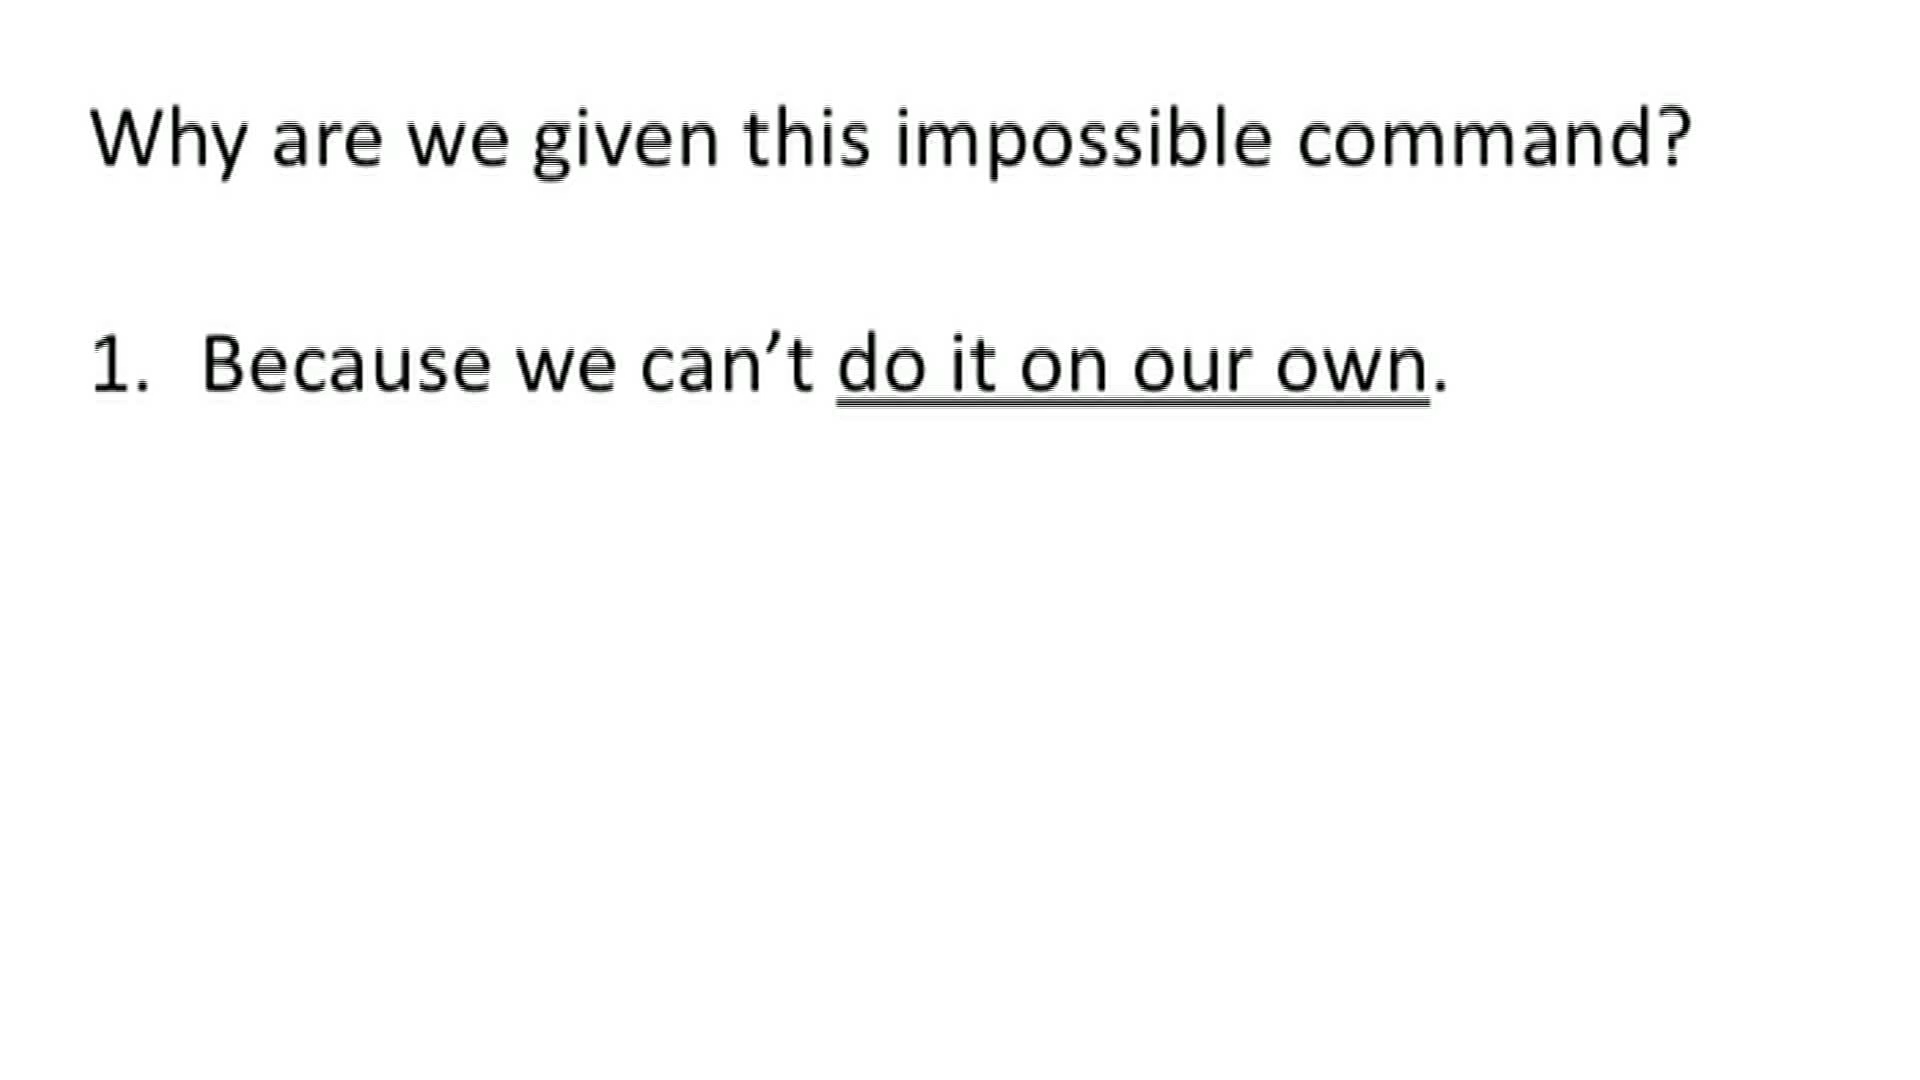 Why are we given this impossible command?
1. Because we can’t do it on our own.